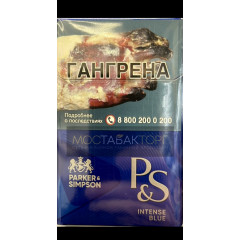 ГАНГРЕНА
Подробнее
о последствиях
8 800 200 0 200
МОСТАБАКТОРГ
PARKER&
SIMPSON
P&S
INTENSE
BLUE